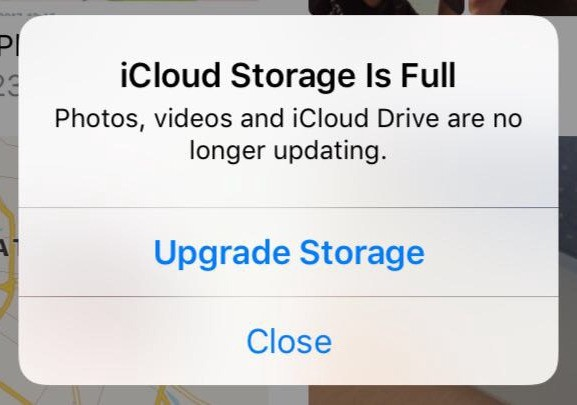 iCloud Storage Is Full
Photos, videos and iCloud Drive are no
longer updating.
Upgrade Storage
Close